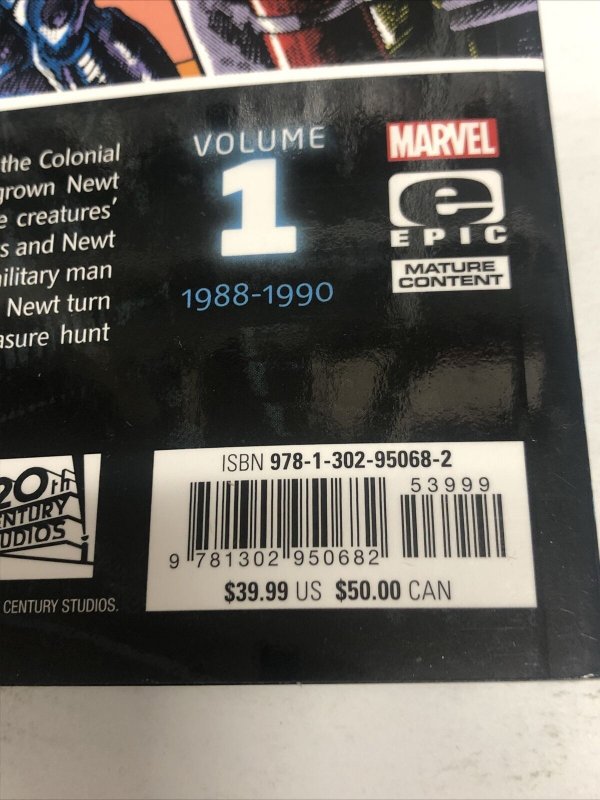 the Colonial
grown Newt
e creatures'
s and Newt
military man
Newt turn
asure hunt
VOLUME
1
1988-1990
MARVEL
e
EPIC
MATURE
CONTENT
20th
CENTURY
STUDIOS
CENTURY STUDIOS.
ISBN 978-1-302-95068-2
53999
9 781302 950682
$39.99 US $50.00 CAN